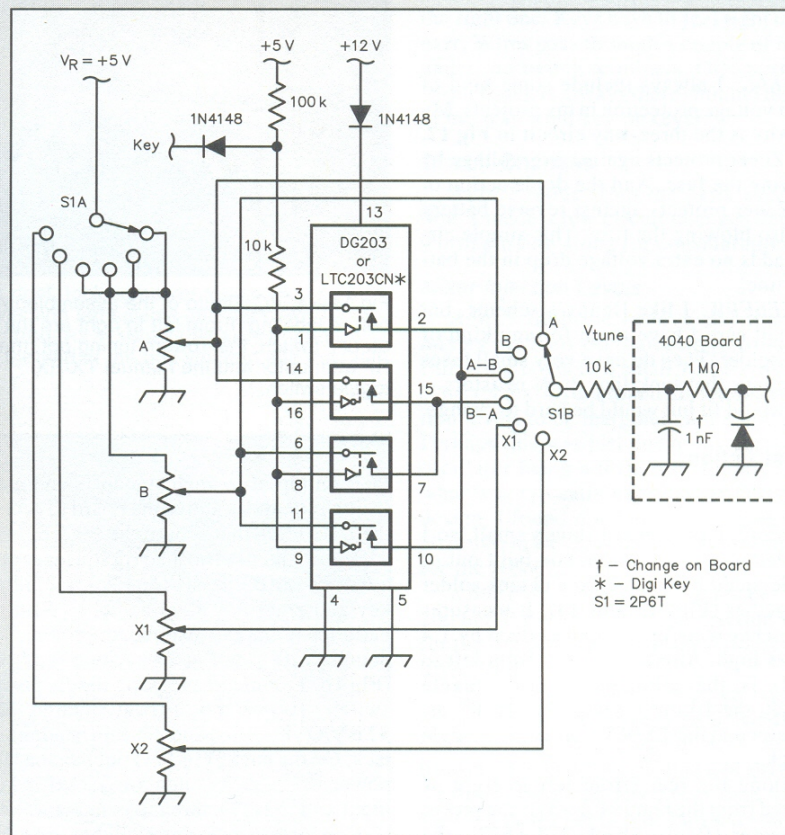 +5 V
+12 V
V_R = +5 V
100 k
1N4148
1N4148
Key
S1A
13
10 k
DG203
or
LTC203CN*
3
2
1
A
14
15
16
6
7
8
B
11
10
9
4
5
X1
X2
A
B
A–B
B–A
X1
X2
S1B
V_tune
10 k
4040 Board
1 MΩ
†
1 nF
† – Change on Board
* – Digi Key
S1 = 2P6T